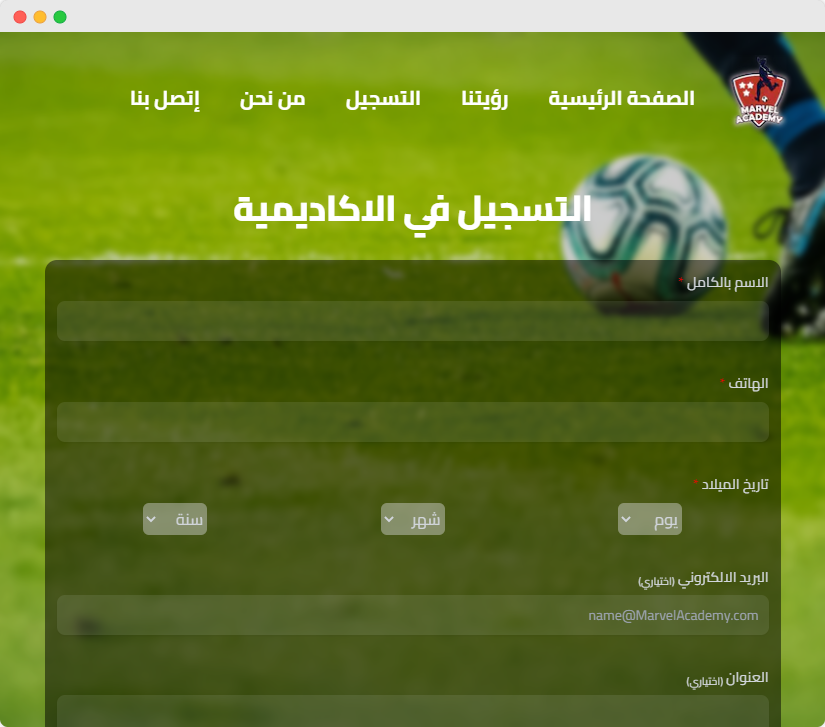 MARVEL
ACADEMY
الصفحة الرئيسية رؤيتنا التسجيل من نحن إتصل بنا
التسجيل في الاكاديمية
الاسم بالكامل *
الهاتف *
تاريخ الميلاد *
يوم شهر سنة
البريد الالكتروني (اختياري)
name@MarvelAcademy.com
العنوان (اختياري)